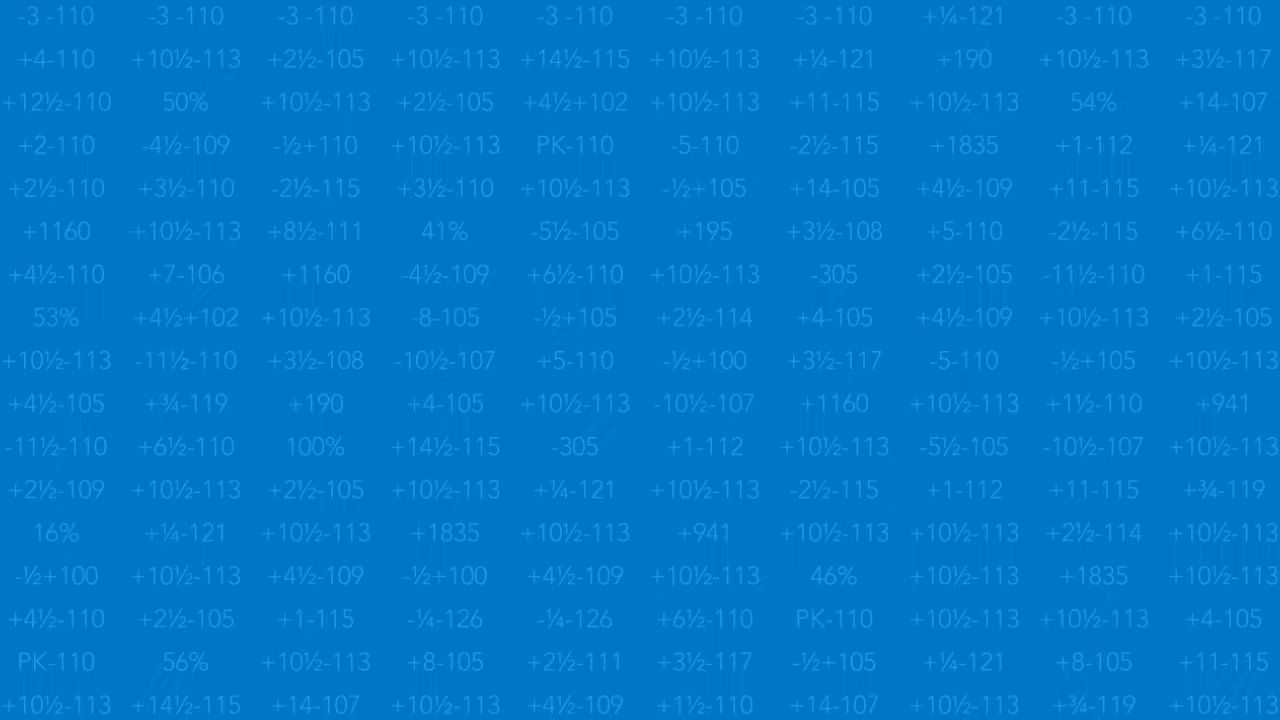 -3 -110 -3 -110 -3 -110 -3 -110 -3 -110 -3 -110 -3 -110 +¼-121 -3 -110 -3 -110
+4-110 +10½-113 +2½-105 +10½-113 +14½-115 +10½-113 +¼-121 +190 +10½-113 +3½-117
+12½-110 50% +10½-113 +2½-105 +4½+102 +10½-113 +11-115 +10½-113 54% +14-107
+2-110 -4½-109 -½+110 +10½-113 PK-110 -5-110 -2½-115 +1835 +1-112 +¼-121
+2½-110 +3½-110 -2½-115 +3½-110 +10½-113 -½+105 +14-105 +4½-109 +11-115 +10½-113
+1160 +10½-113 +8½-111 41% -5½-105 +195 +3½-108 +5-110 -2½-115 +6½-110
+4½-110 +7-106 +1160 -4½-109 +6½-110 +10½-113 -305 +2½-105 -11½-110 +1-115
53% +4½+102 +10½-113 -8-105 -½+105 +2½-114 +4-105 +4½-109 +10½-113 +2½-105
+10½-113 -11½-110 +3½-108 -10½-107 +5-110 -½+100 +3½-117 -5-110 -½+105 +10½-113
+4½-105 +¾-119 +190 +4-105 +10½-113 -10½-107 +1160 +10½-113 +1½-110 +941
-11½-110 +6½-110 100% +14½-115 -305 +1-112 +10½-113 -5½-105 -10½-107 +10½-113
+2½-109 +10½-113 +2½-105 +10½-113 +¼-121 +10½-113 -2½-115 +1-112 +11-115 +¾-119
16% +¼-121 +10½-113 +1835 +10½-113 +941 +10½-113 +10½-113 +2½-114 +10½-113
-½+100 +10½-113 +4½-109 -½+100 +4½-109 +10½-113 46% +10½-113 +1835 +10½-113
+4½-110 +2½-105 +1-115 -¼-126 -¼-126 +6½-110 PK-110 +10½-113 +10½-113 +4-105
PK-110 56% +10½-113 +8-105 +2½-111 +3½-117 -½+105 +¼-121 +8-105 +11-115
+10½-113 +14½-115 +14-107 +10½-113 +4½-109 +1½-110 +14-107 +10½-113 +¾-119 +10½-113